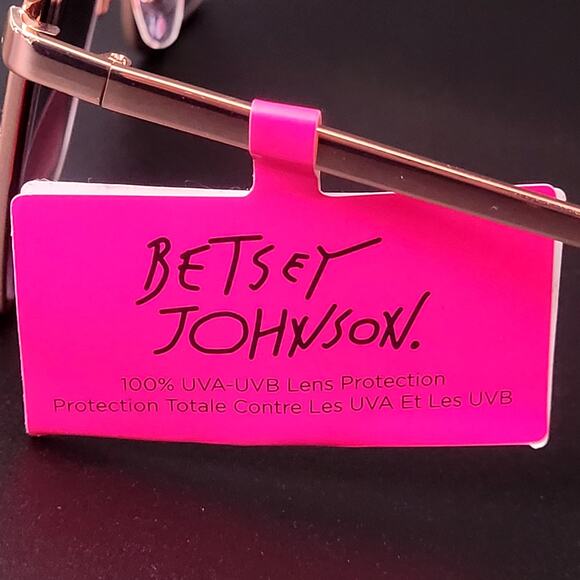 BETSEY
JOHNSON.
100% UVA-UVB Lens Protection
Protection Totale Contre Les UVA Et Les UVB